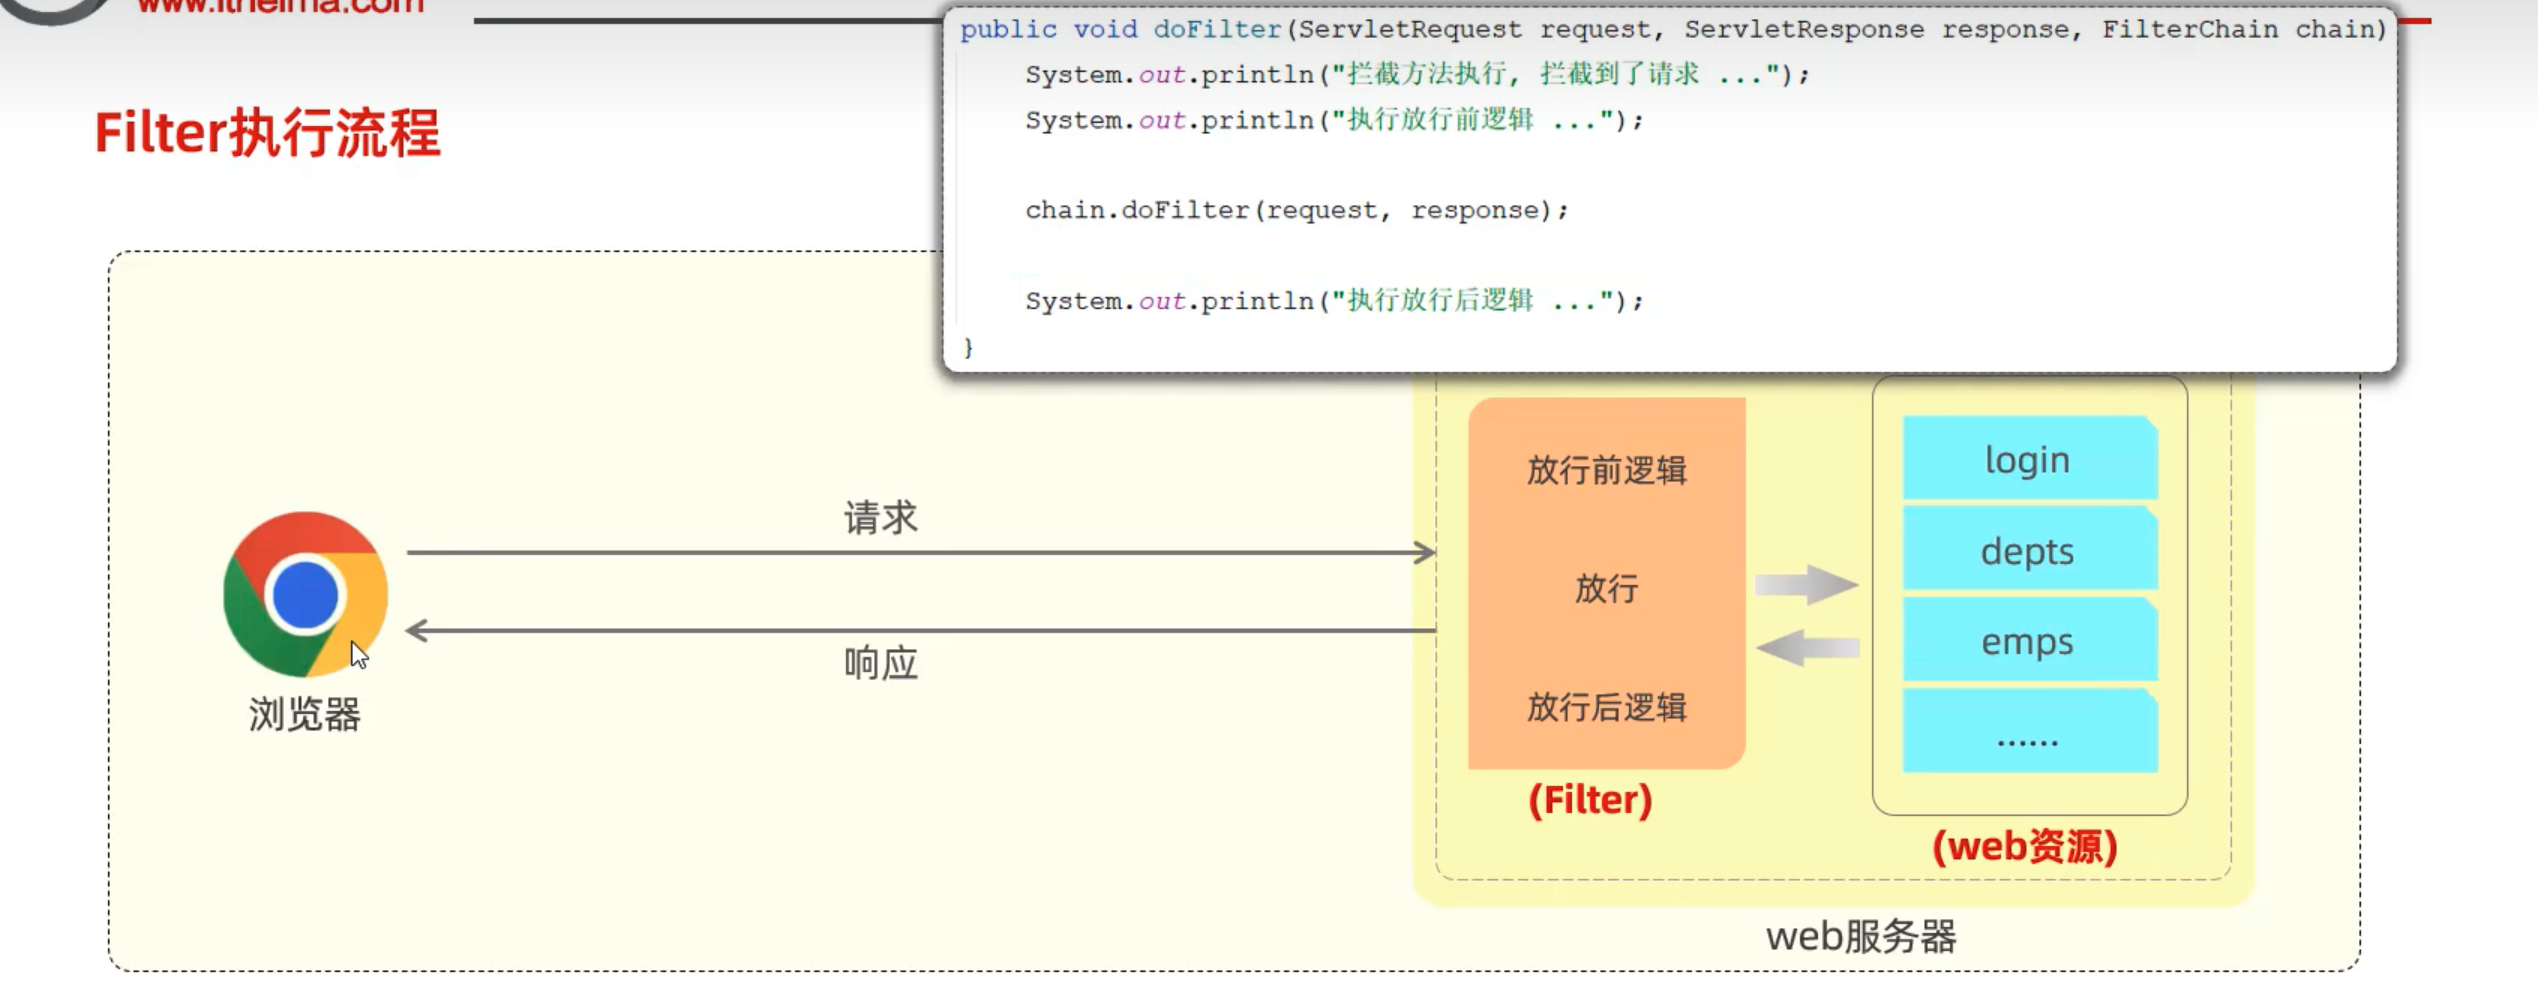 www.itheima.com
public void doFilter(ServletRequest request, ServletResponse response, FilterChain chain)
System.out.println("拦截方法执行, 拦截到了请求 ...");
System.out.println("执行放行前逻辑 ...");
chain.doFilter(request, response);
System.out.println("执行放行后逻辑 ...");
}
Filter执行流程
请求
响应
浏览器
放行前逻辑
放行
放行后逻辑
(Filter)
login
depts
emps
......
(web资源)
web服务器